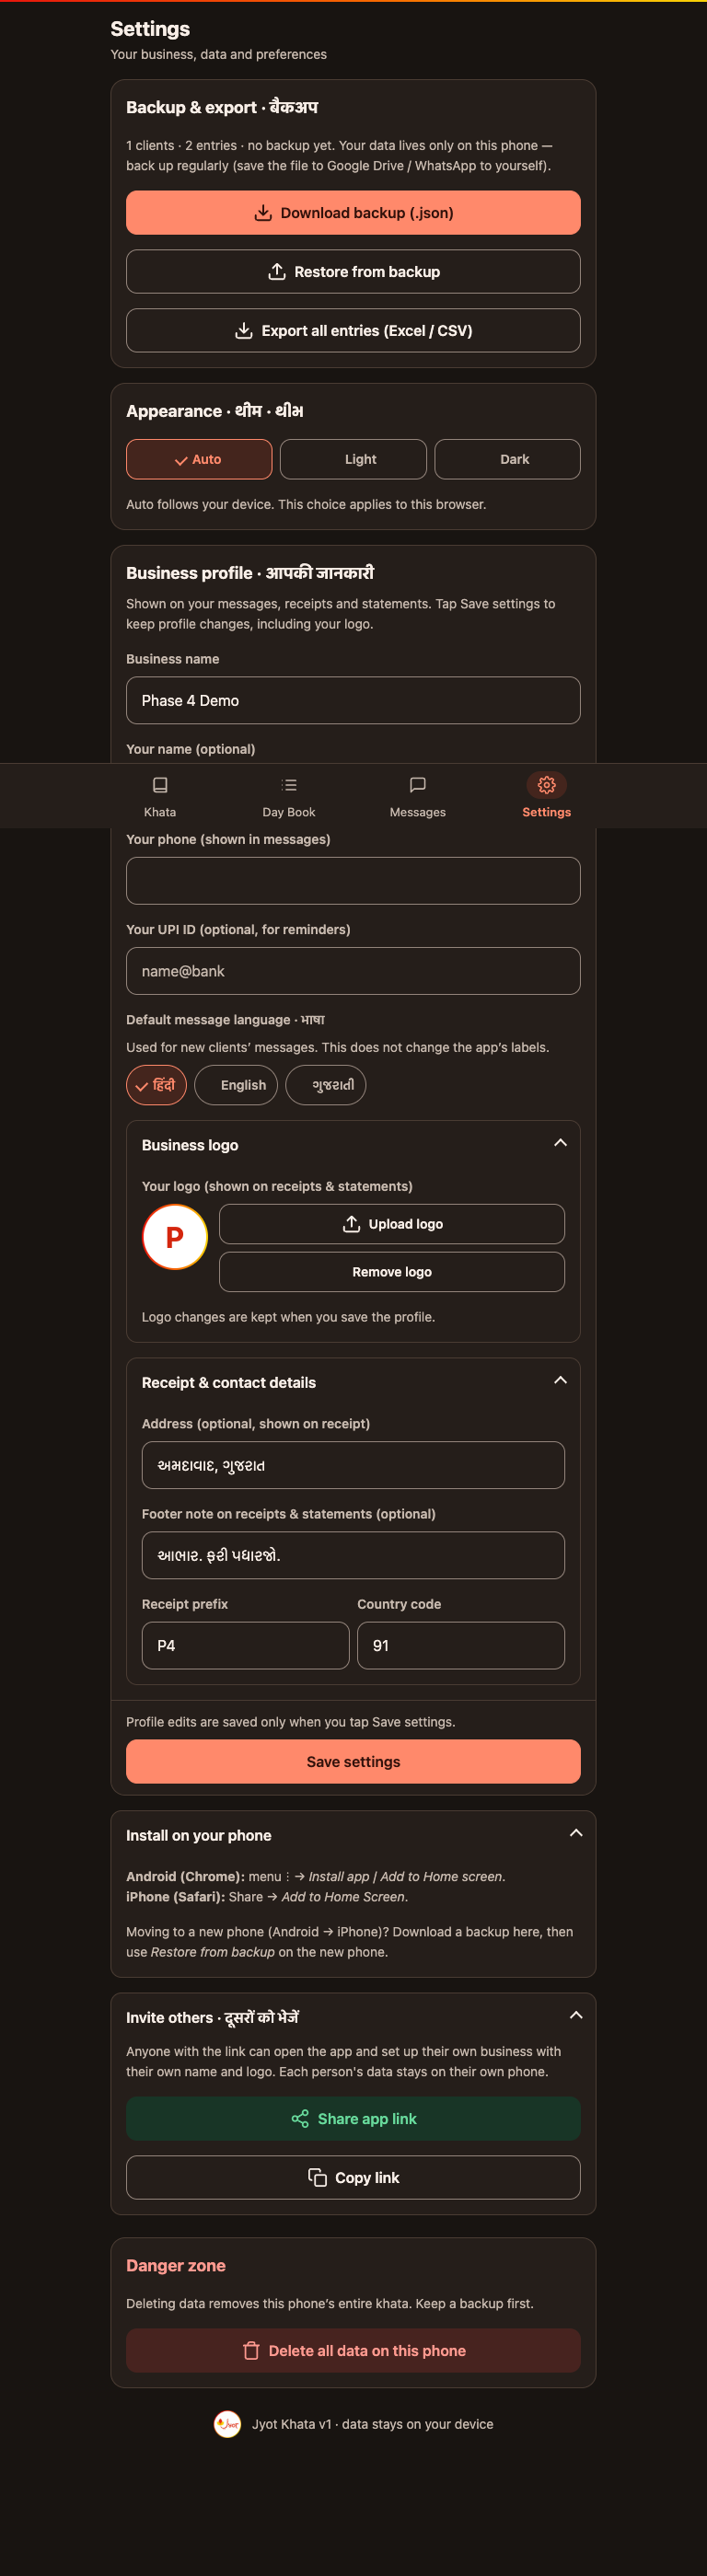 Settings
Your business, data and preferences
Backup & export · बैकअप
1 clients · 2 entries · no backup yet. Your data lives only on this phone —
back up regularly (save the file to Google Drive / WhatsApp to yourself).
Download backup (.json)
Restore from backup
Export all entries (Excel / CSV)
Appearance · थीम · થીમ
Auto
Light
Dark
Auto follows your device. This choice applies to this browser.
Business profile · आपकी जानकारी
Shown on your messages, receipts and statements. Tap Save settings to
keep profile changes, including your logo.
Business name
Phase 4 Demo
Your name (optional)
Khata
Day Book
Messages
Settings
Your phone (shown in messages)
Your UPI ID (optional, for reminders)
name@bank
Default message language · भाषा
Used for new clients’ messages. This does not change the app’s labels.
हिंदी
English
ગુજરાતી
Business logo
Your logo (shown on receipts & statements)
P
Upload logo
Remove logo
Logo changes are kept when you save the profile.
Receipt & contact details
Address (optional, shown on receipt)
અમદાવાદ, ગુજરાત
Footer note on receipts & statements (optional)
આભાર. ફરી પધારજો.
Receipt prefix
Country code
P4
91
Profile edits are saved only when you tap Save settings.
Save settings
Install on your phone
Android (Chrome): menu ⋮ → Install app / Add to Home screen.
iPhone (Safari): Share → Add to Home Screen.
Moving to a new phone (Android → iPhone)? Download a backup here, then
use Restore from backup on the new phone.
Invite others · दूसरों को भेजें
Anyone with the link can open the app and set up their own business with
their own name and logo. Each person's data stays on their own phone.
Share app link
Copy link
Danger zone
Deleting data removes this phone’s entire khata. Keep a backup first.
Delete all data on this phone
Jyot
Jyot Khata v1 · data stays on your device